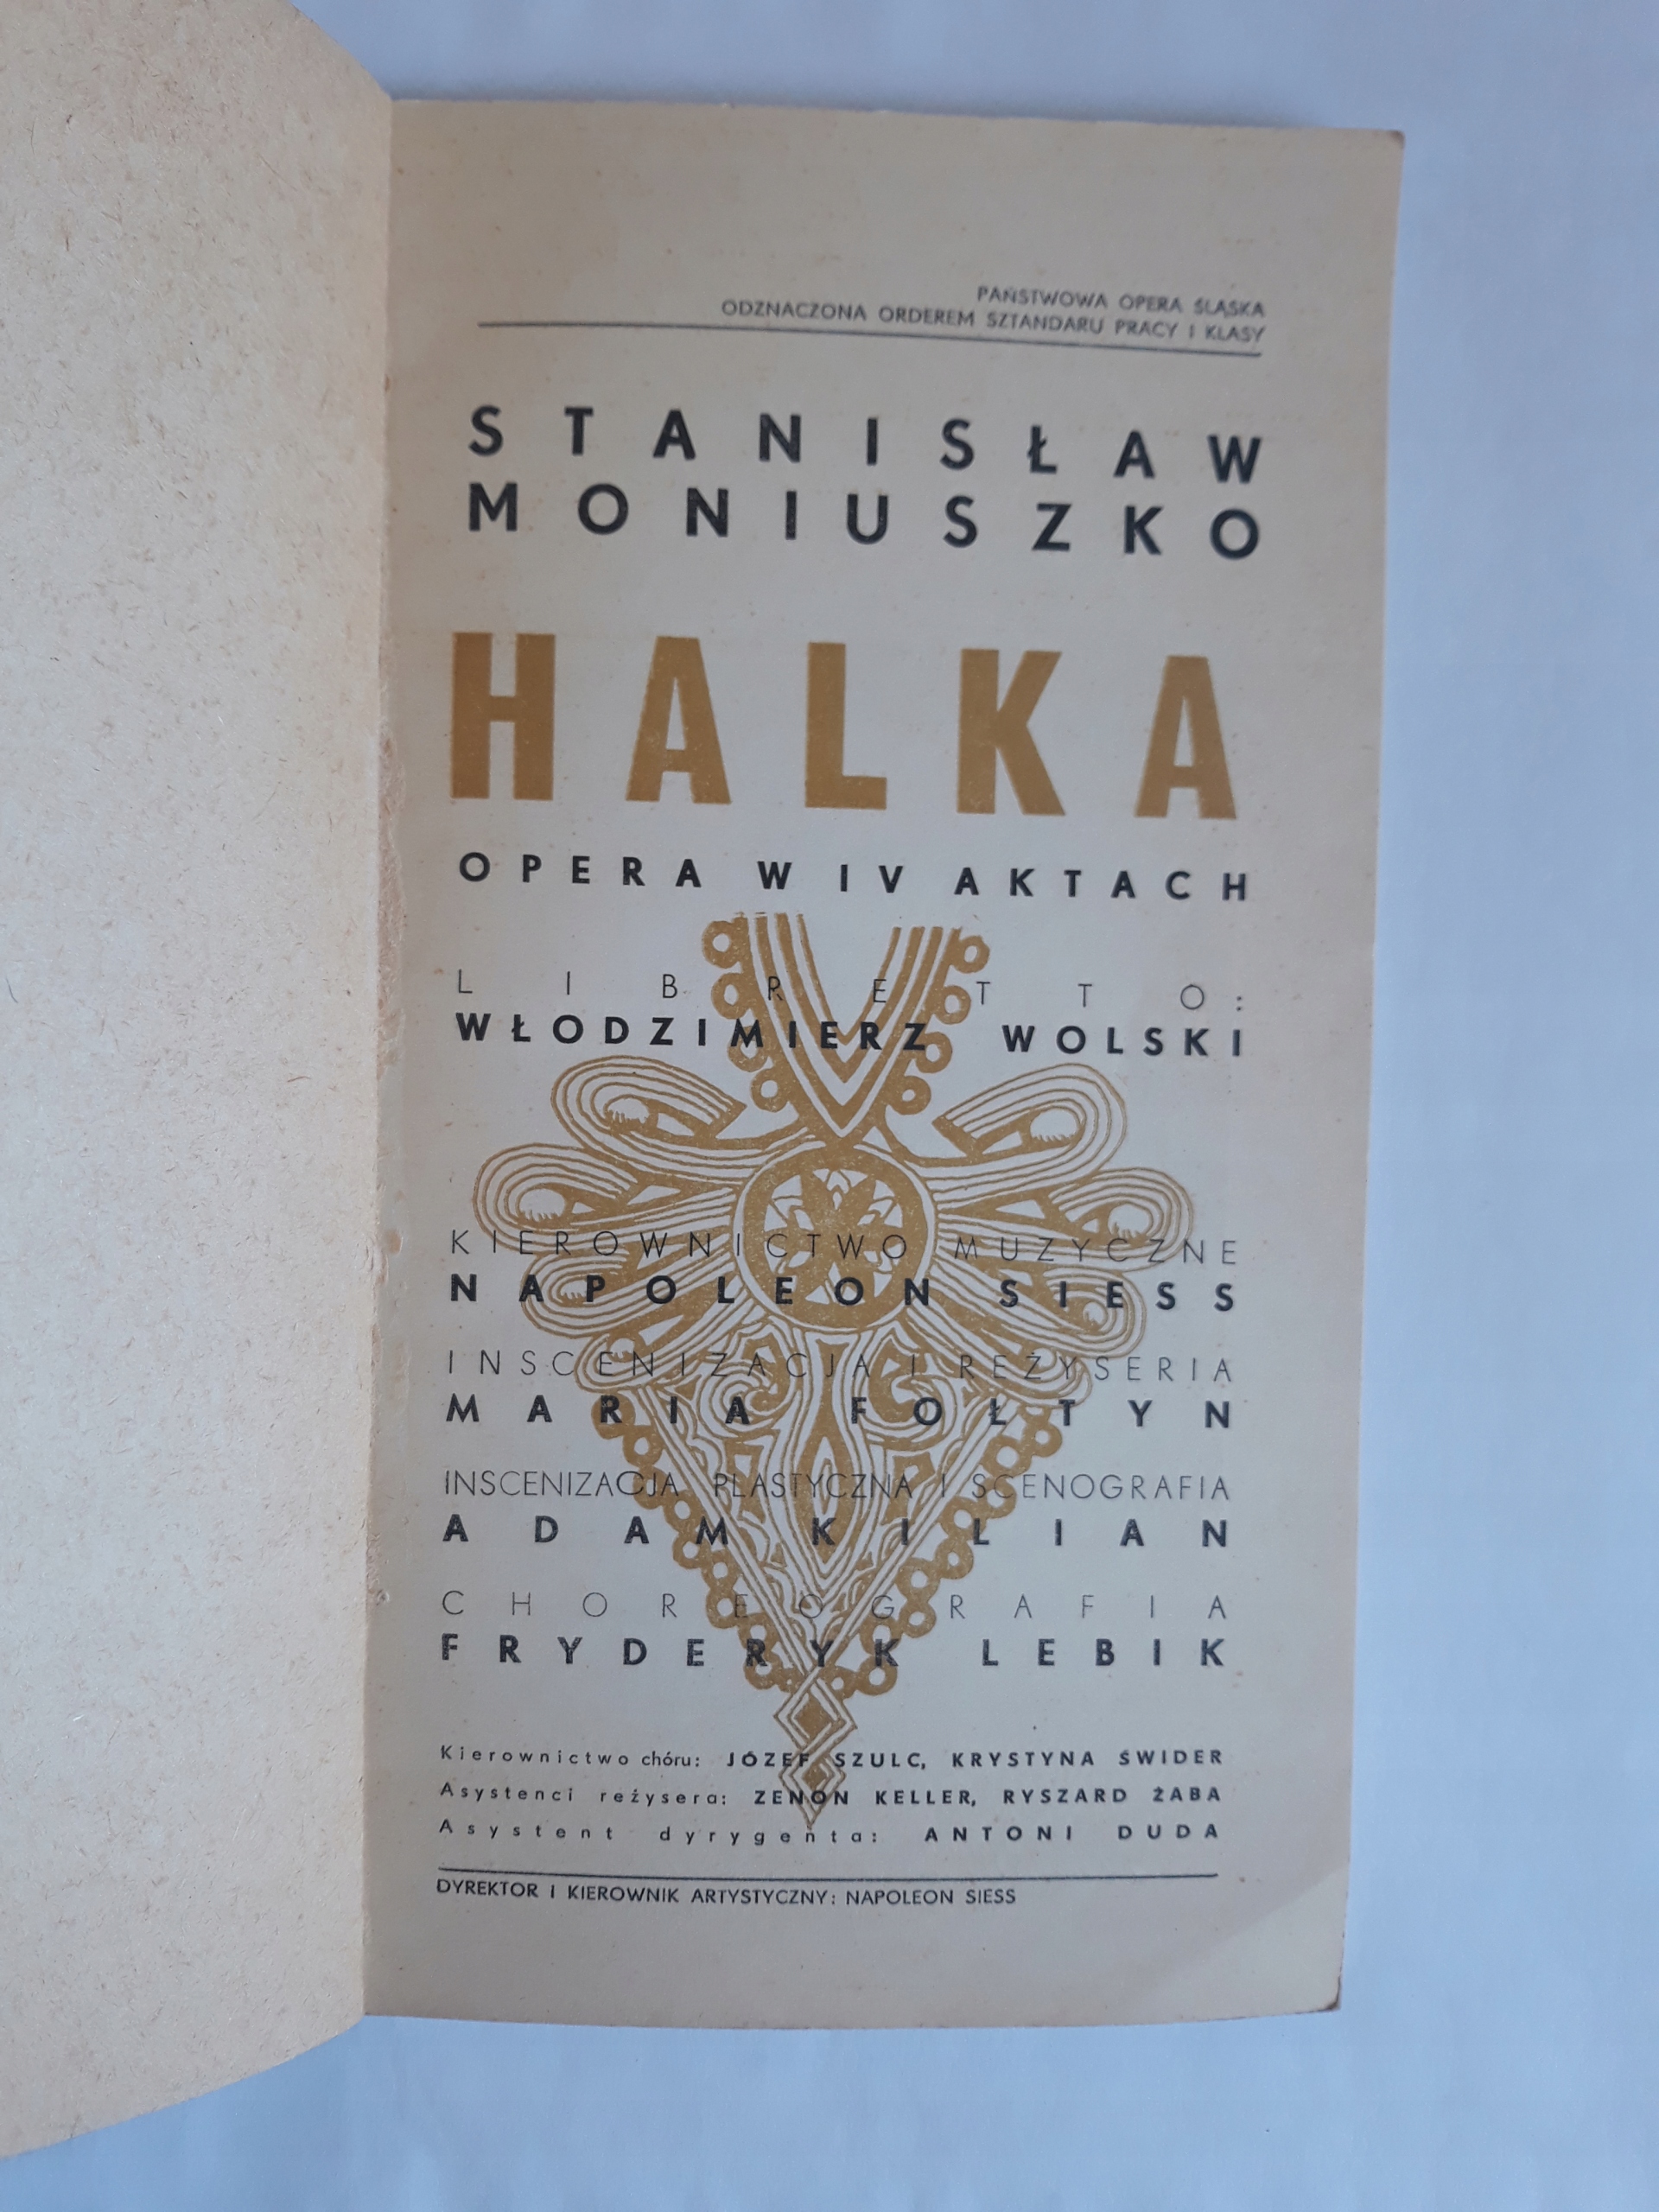 PAŃSTWOWA OPERA ŚLĄSKA
ODZNACZONA ORDEREM SZTANDARU PRACY I KLASY
STANISŁAW
MONIUSZKO
HALKA
OPERA W IV AKTACH
LIBRETTO:
WŁODZIMIERZ WOLSKI
KIEROWNICTWO MUZYCZNE
NAPOLEON SIESS
INSCENIZACJA I REŻYSERIA
MARIA FOŁTYN
INSCENIZACJA PLASTYCZNA I SCENOGRAFIA
ADAM KILIAN
CHOREOGRAFIA
FRYDERYK LEBIK
Kierownictwo chóru: JÓZEF SZULC, KRYSTYNA ŚWIDER
Asystenci reżysera: ZENON KELLER, RYSZARD ŻABA
Asystent dyrygenta: ANTONI DUDA
DYREKTOR I KIEROWNIK ARTYSTYCZNY: NAPOLEON SIESS